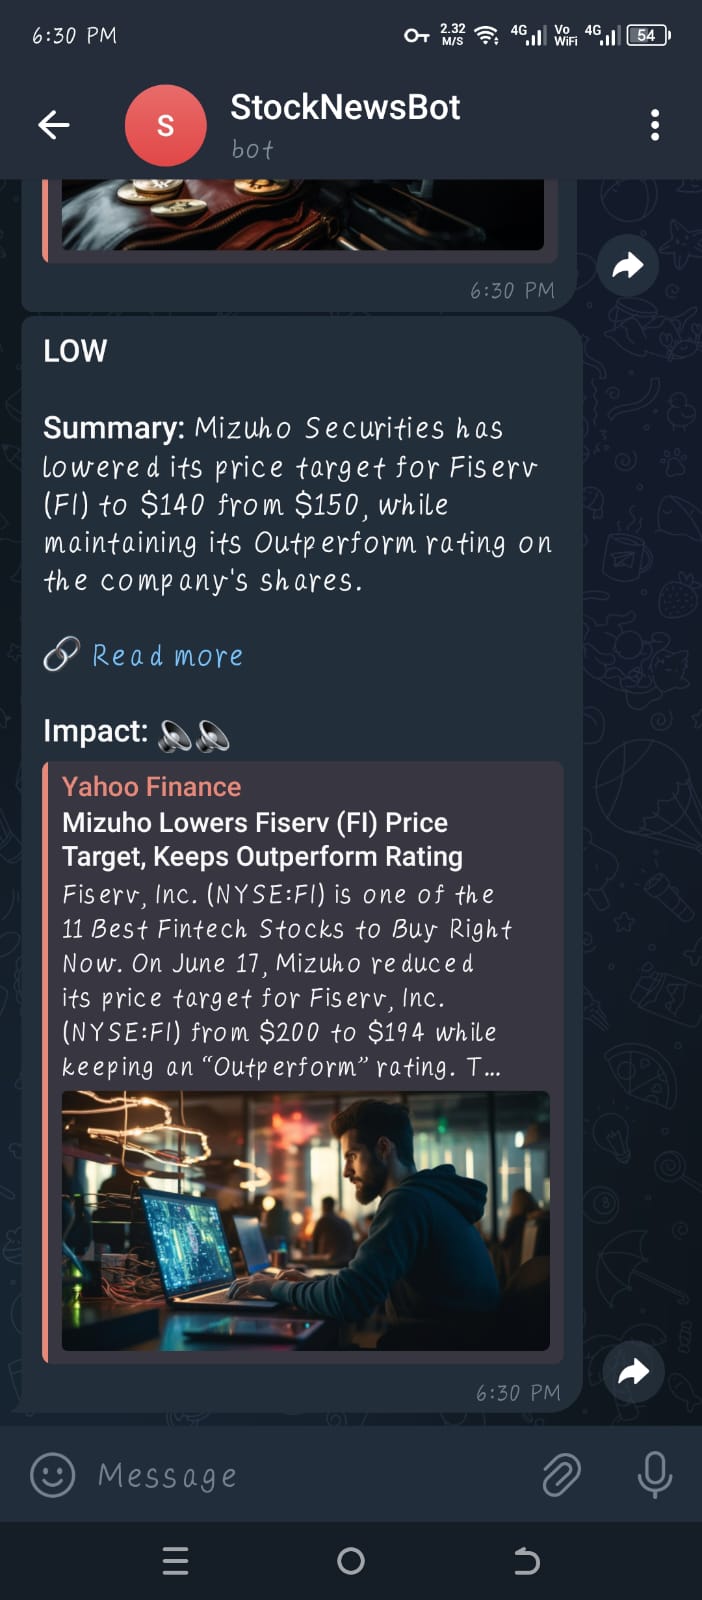 6:30 PM
2.32 M/S 4G Vo WiFi 4G 54
S
StockNewsBot
bot
6:30 PM
LOW
Summary: Mizuho Securities has
lowered its price target for Fiserv
(FI) to $140 from $150, while
maintaining its Outperform rating on
the company's shares.
Read more
Impact:
Yahoo Finance
Mizuho Lowers Fiserv (FI) Price
Target, Keeps Outperform Rating
Fiserv, Inc. (NYSE:FI) is one of the
11 Best Fintech Stocks to Buy Right
Now. On June 17, Mizuho reduced
its price target for Fiserv, Inc.
(NYSE:FI) from $200 to $194 while
keeping an “Outperform” rating. T...
6:30 PM
Message